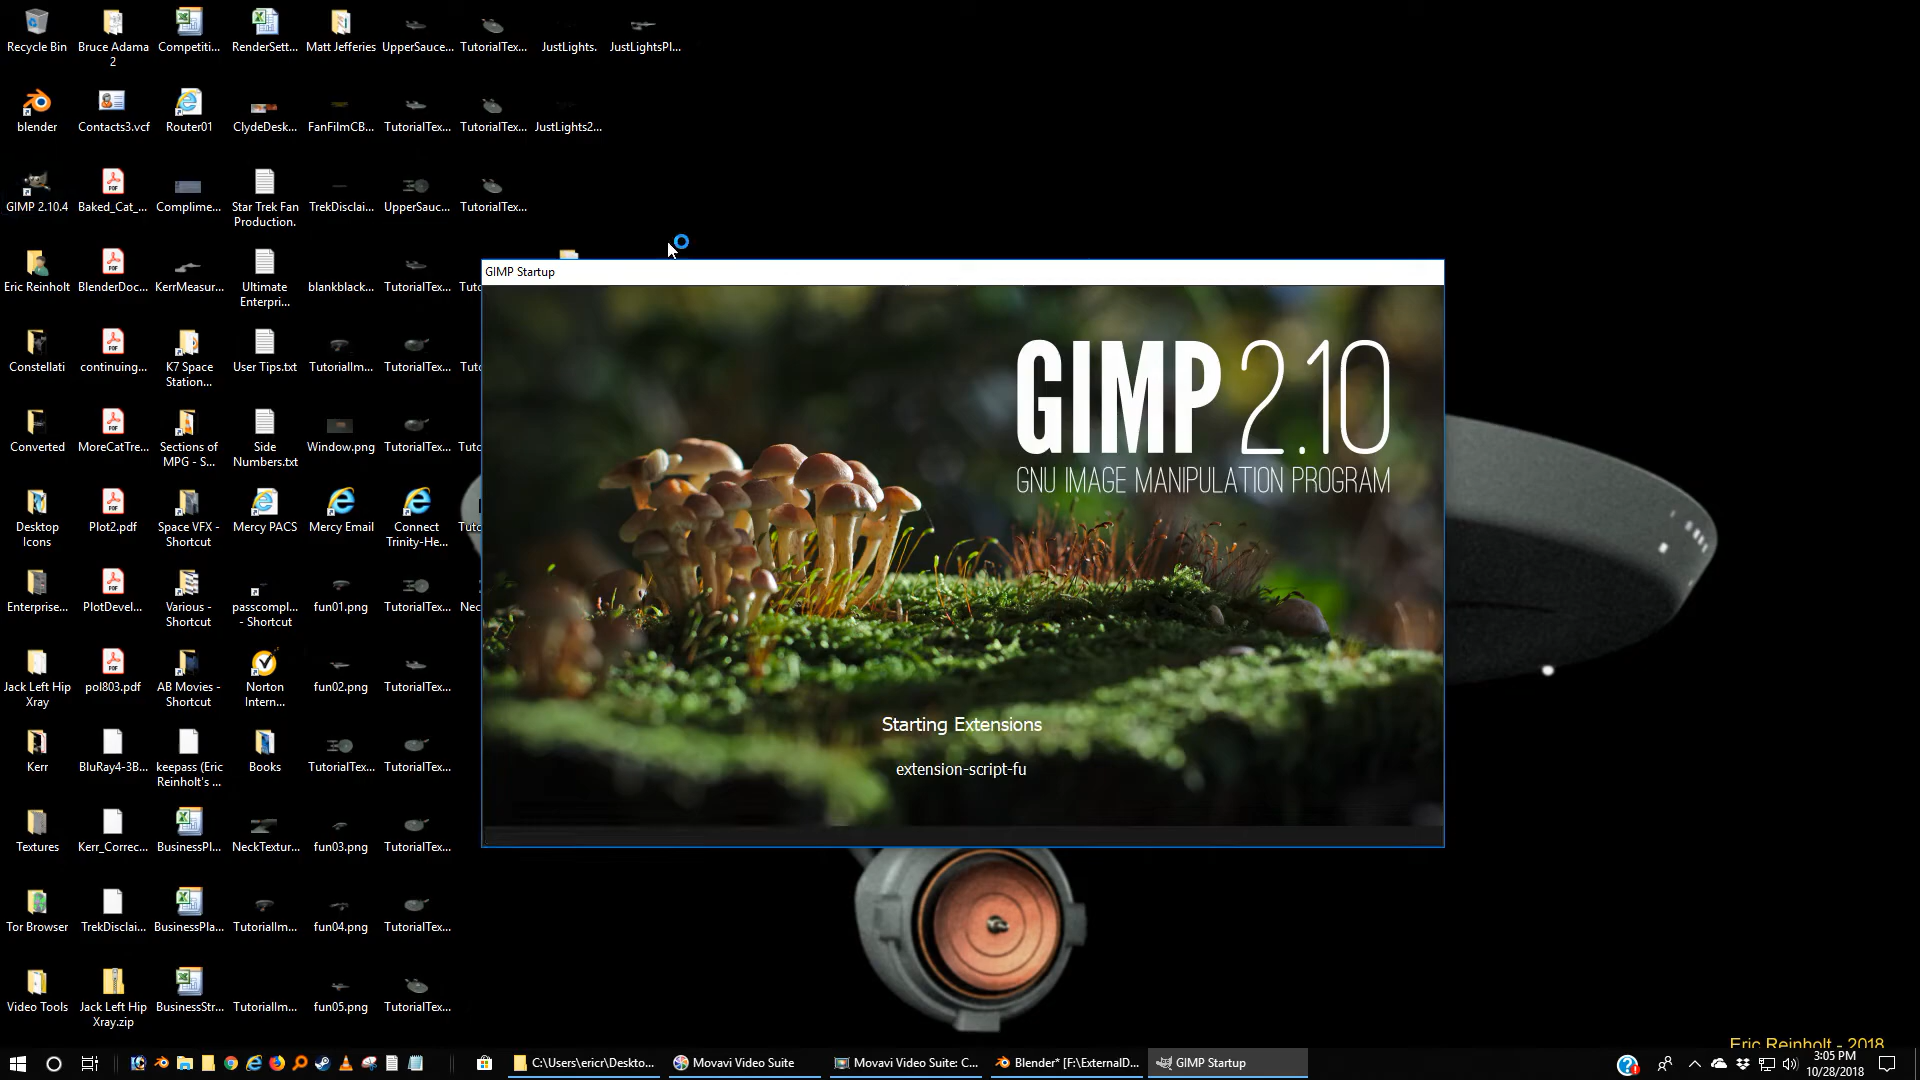 Recycle Bin
Bruce Adama
2
Competiti...
RenderSett...
Matt Jefferies
UpperSauce...
TutorialTex...
JustLights.
JustLightsPl...
blender
Contacts3.vcf
Router01
ClydeDesk...
FanFilmCB...
TutorialTex...
TutorialTex...
JustLights2...
GIMP 2.10.4
Baked_Cat_...
Complime...
Star Trek Fan
Production.
TrekDisclai...
UpperSauc...
TutorialTex...
Eric Reinholt
BlenderDoc...
KerrMeasur...
Ultimate
Enterpri...
blankblack...
TutorialTex...
Constellati
continuing...
K7 Space
Station...
User Tips.txt
TutorialIm...
TutorialTex...
Converted
MoreCatTre...
Sections of
MPG - S...
Side
Numbers.txt
Window.png
TutorialTex...
Desktop
Icons
Plot2.pdf
Space VFX -
Shortcut
Mercy PACS
Mercy Email
Connect
Trinity-He...
Enterprise...
PlotDevel...
Various -
Shortcut
passcompl...
- Shortcut
fun01.png
TutorialTex...
Jack Left Hip
Xray
pol803.pdf
AB Movies -
Shortcut
Norton
Intern...
fun02.png
TutorialTex...
Kerr
BluRay4-3B...
keepass (Eric
Reinholt's ...
Books
TutorialTex...
TutorialTex...
Textures
Kerr_Correc...
BusinessPl...
NeckTextur...
fun03.png
TutorialTex...
Tor Browser
TrekDisclai...
BusinessPla...
TutorialIm...
fun04.png
TutorialTex...
Video Tools
Jack Left Hip
Xray.zip
BusinessStr...
TutorialIm...
fun05.png
TutorialTex...
GIMP Startup
GIMP 2.10
GNU IMAGE MANIPULATION PROGRAM
Starting Extensions
extension-script-fu
Eric Reinholt - 2018
C:\Users\ericr\Deskto...
Movavi Video Suite
Movavi Video Suite: C...
Blender* [F:\ExternalD...
GIMP Startup
3:05 PM
10/28/2018